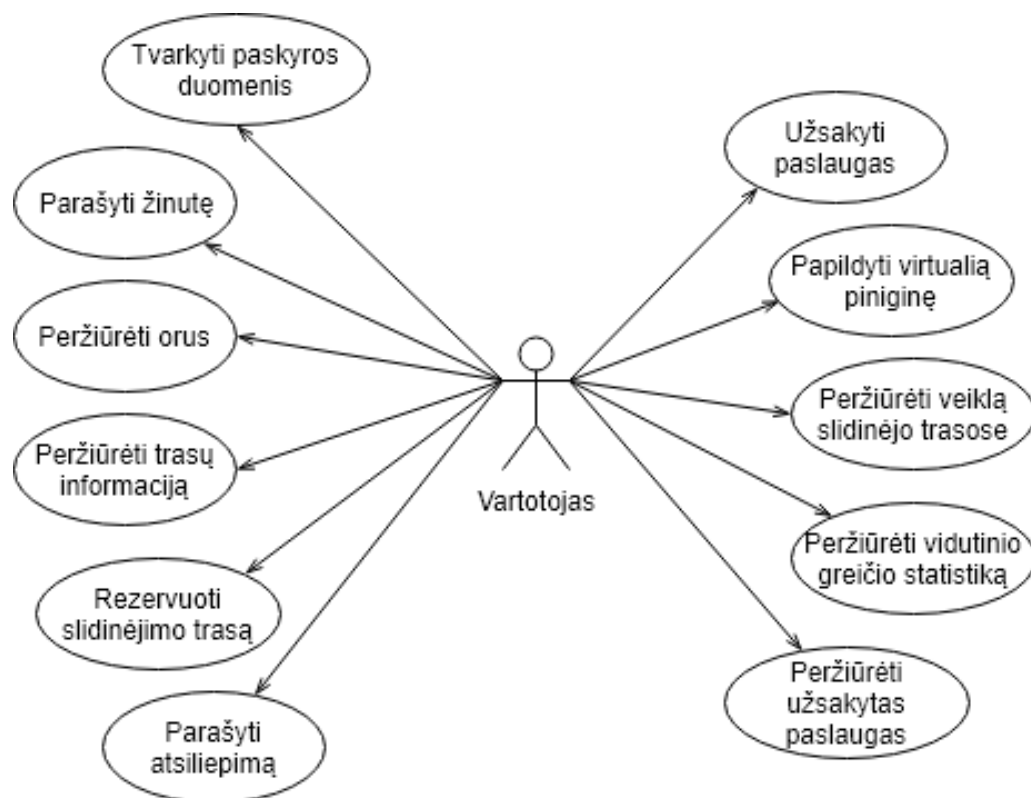 Tvarkyti paskyros
duomenis
Parašyti žinutę
Peržiūrėti orus
Peržiūrėti trasų
informaciją
Rezervuoti
slidinėjimo trasą
Parašyti
atsiliepimą
Vartotojas
Užsakyti
paslaugas
Papildyti virtualią
piniginę
Peržiūrėti veiklą
slidinėjo trasose
Peržiūrėti vidutinio
greičio statistiką
Peržiūrėti
užsakytas
paslaugas